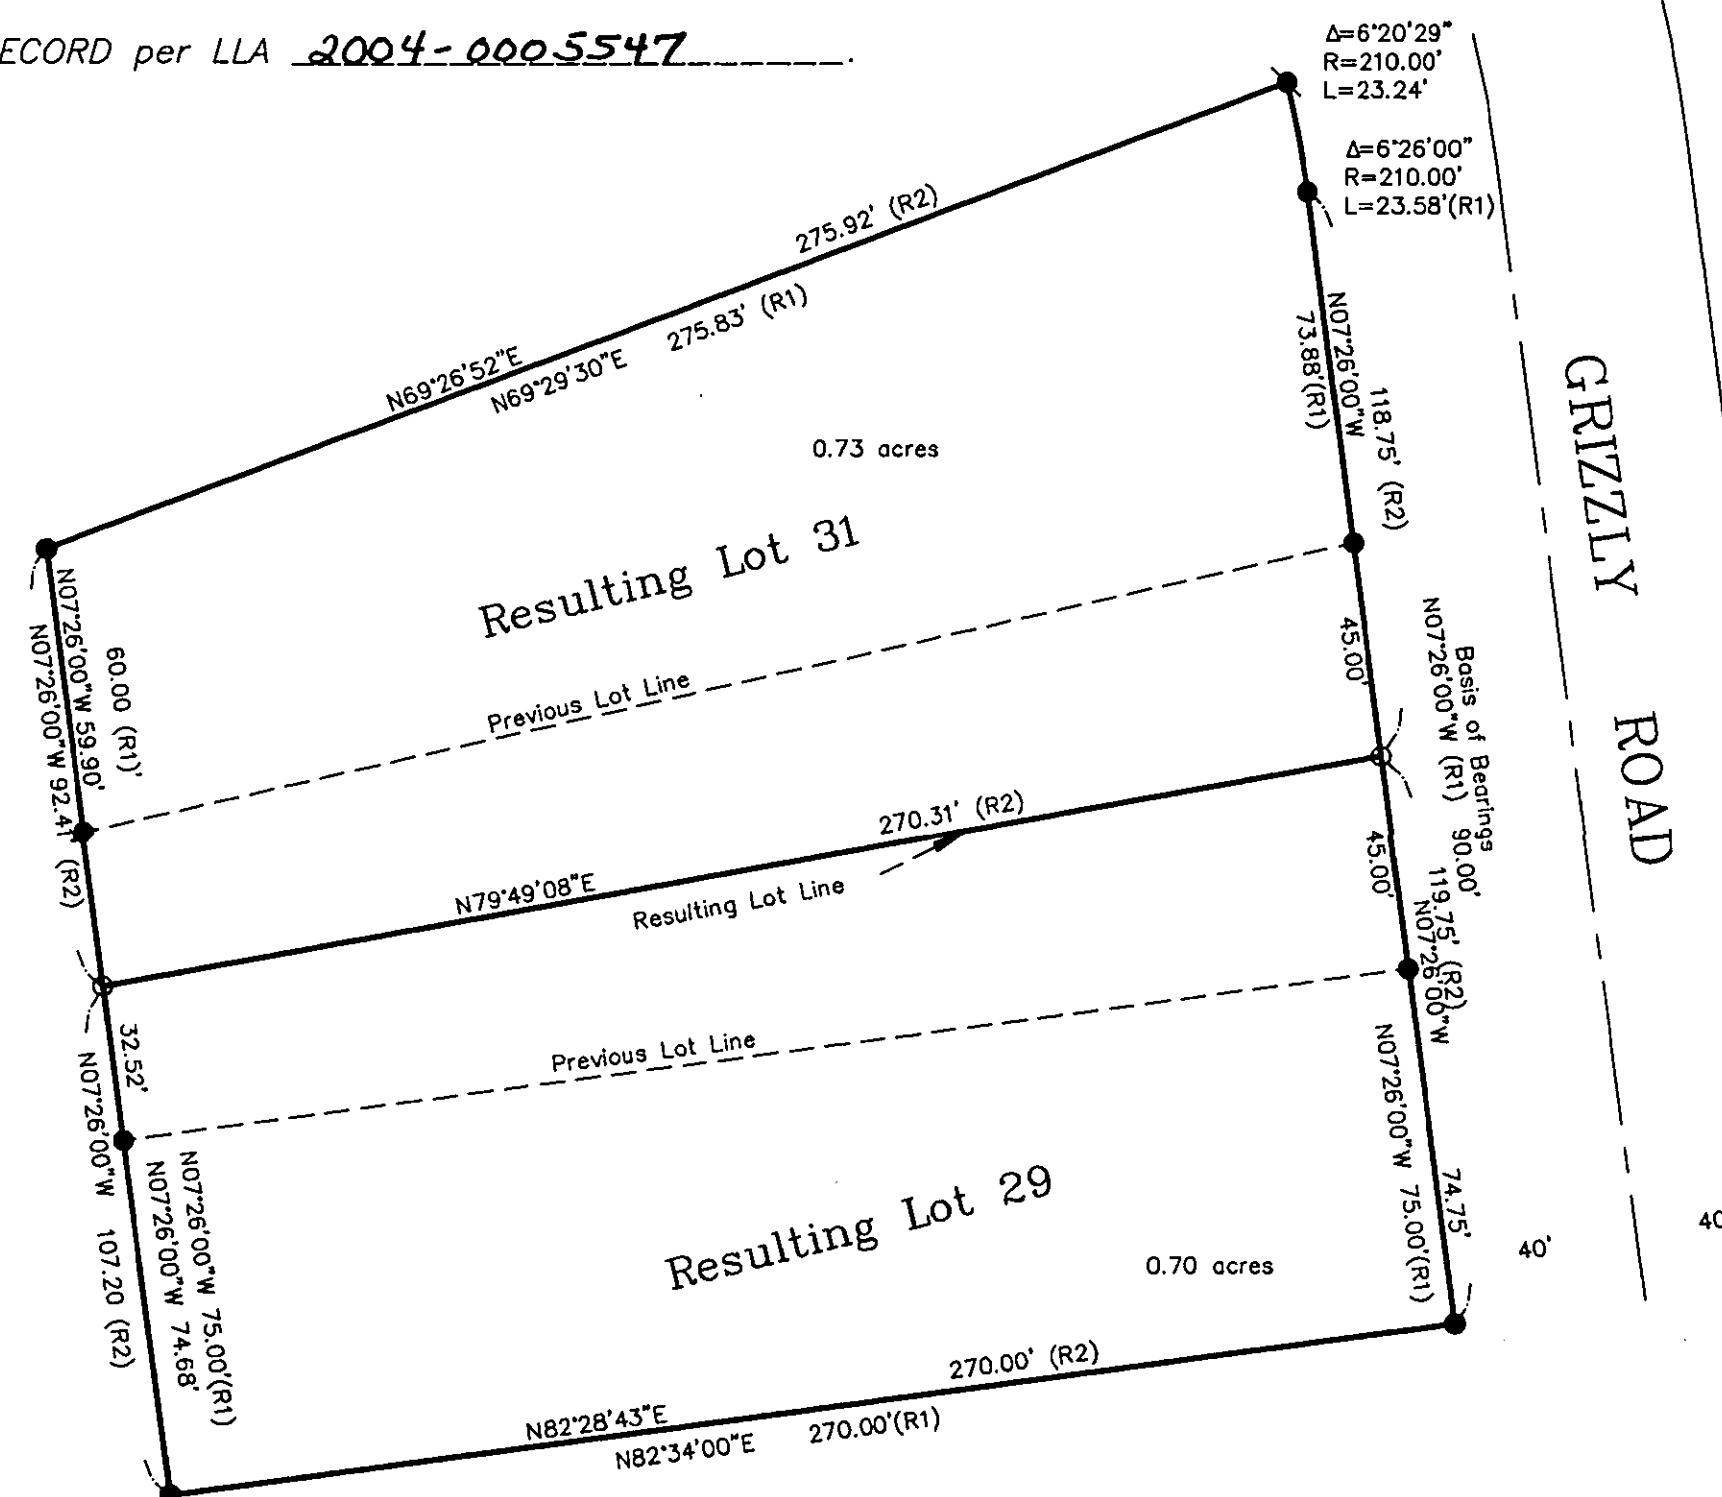 ECORD per LLA 2004-0005547.
Δ=6°20'29"
R=210.00'
L=23.24'
Δ=6°26'00"
R=210.00'
L=23.58'(R1)
275.92' (R2)
N69°26'52"E
275.83' (R1)
N69°29'30"E
N07°26'00"W
73.88'(R1)
118.75' (R2)
0.73 acres
Resulting Lot 31
GRIZZLY ROAD
Previous Lot Line
60.00 (R1)'
N07°26'00"W 59.90'
N07°26'00"W 92.41' (R2)
45.00'
Basis of Bearings
N07°26'00"W (R1) 90.00'
270.31' (R2)
N79°49'08"E
Resulting Lot Line
45.00'
119.75' (R2)
N07°26'00"W
32.52'
Previous Lot Line
N07°26'00"W 107.20 (R2)
N07°26'00"W 75.00'(R1)
N07°26'00"W 74.68'
Resulting Lot 29
0.70 acres
74.75'
N07°26'00"W 75.00'(R1)
40'
40
270.00' (R2)
N82°28'43"E
N82°34'00"E 270.00'(R1)